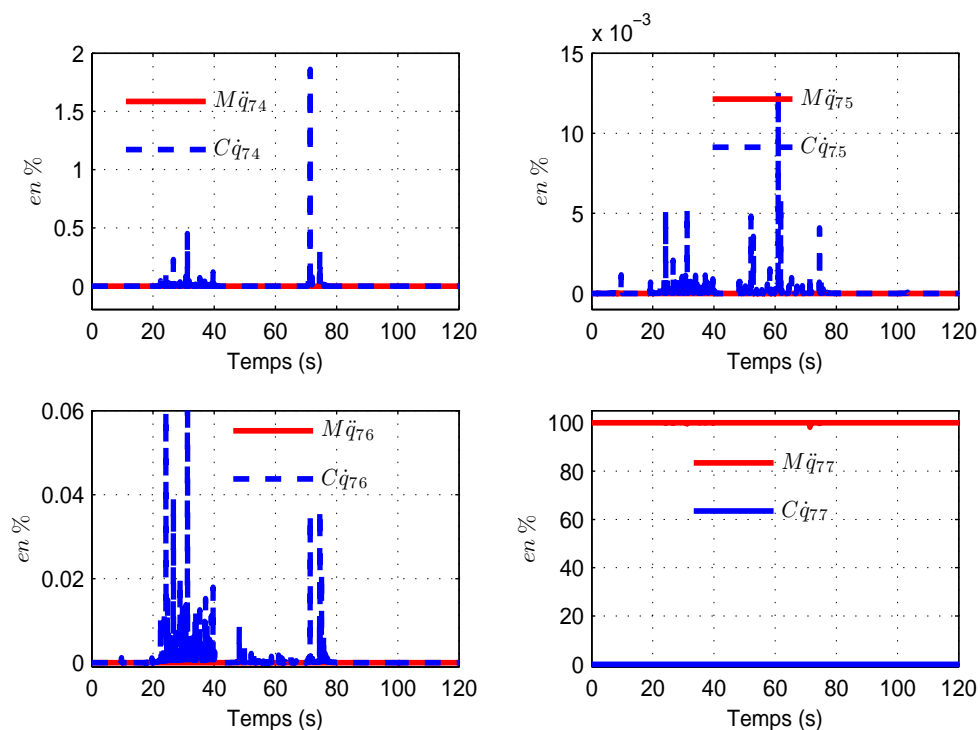 2
1.5
1
0.5
0
0 20 40 60 80 100 120
Temps (s)
en %
Mq̈74
Cq̇74
x 10⁻³
15
10
5
0
0 20 40 60 80 100 120
Temps (s)
en %
Mq̈75
Cq̇75
0.06
0.04
0.02
0
0 20 40 60 80 100 120
Temps (s)
en %
Mq̈76
Cq̇76
100
80
60
40
20
0
0 20 40 60 80 100 120
Temps (s)
en %
Mq̈77
Cq̇77